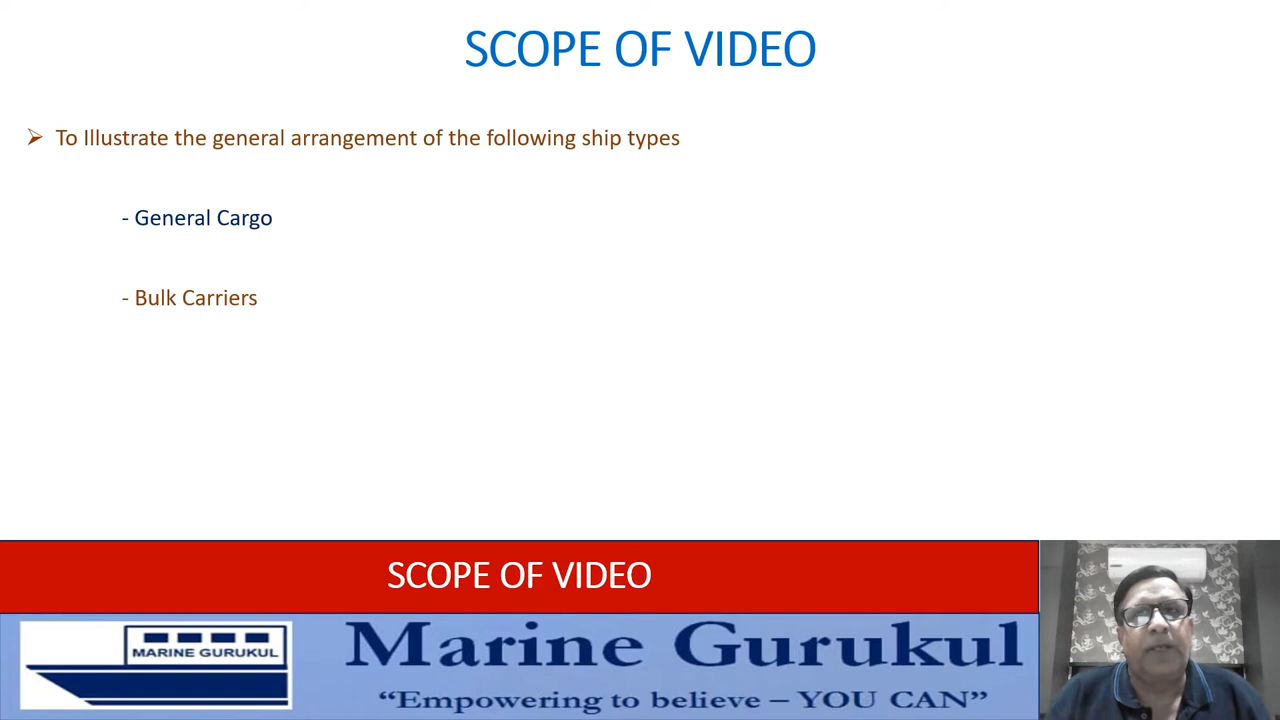 SCOPE OF VIDEO
To Illustrate the general arrangement of the following ship types
- General Cargo
- Bulk Carriers
SCOPE OF VIDEO
MARINE GURUKUL
Marine Gurukul
“Empowering to believe – YOU CAN”